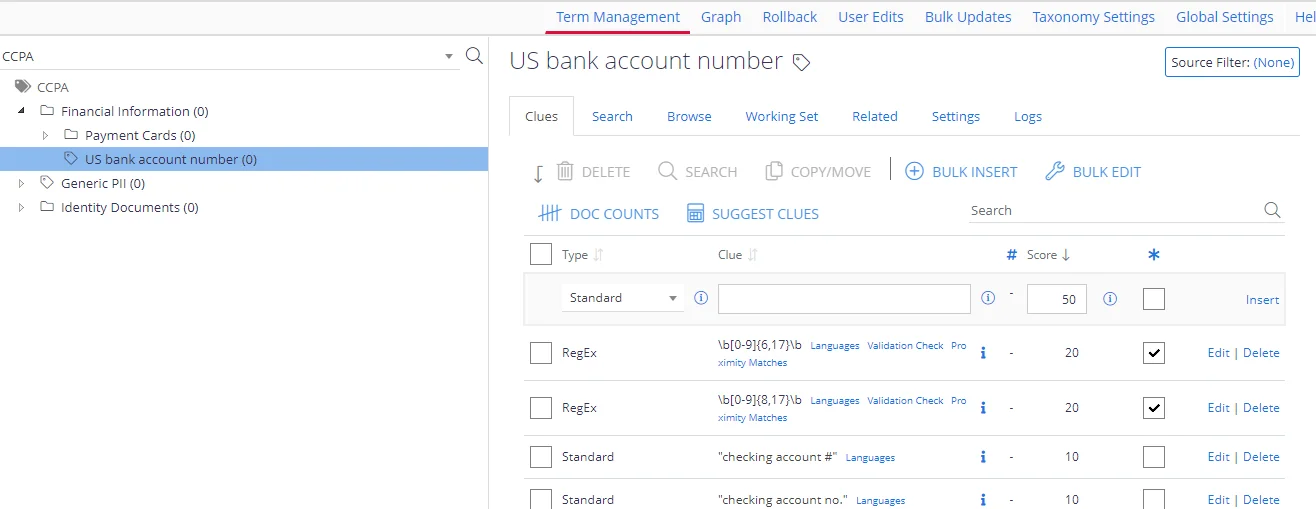 Term Management Graph Rollback User Edits Bulk Updates Taxonomy Settings Global Settings Hel
CCPA
CCPA
Financial Information (0)
Payment Cards (0)
US bank account number (0)
Generic PII (0)
Identity Documents (0)
US bank account number
Source Filter: (None)
Clues Search Browse Working Set Related Settings Logs
DELETE SEARCH COPY/MOVE BULK INSERT BULK EDIT
DOC COUNTS SUGGEST CLUES Search
Type Clue # Score *
Standard - 50 Insert
RegEx \b[0-9]{6,17}\b Languages Validation Check Pro - 20 Edit | Delete
ximity Matches
RegEx \b[0-9]{8,17}\b Languages Validation Check Pro - 20 Edit | Delete
ximity Matches
Standard "checking account #" Languages - 10 Edit | Delete
Standard "checking account no." Languages - 10 Edit | Delete